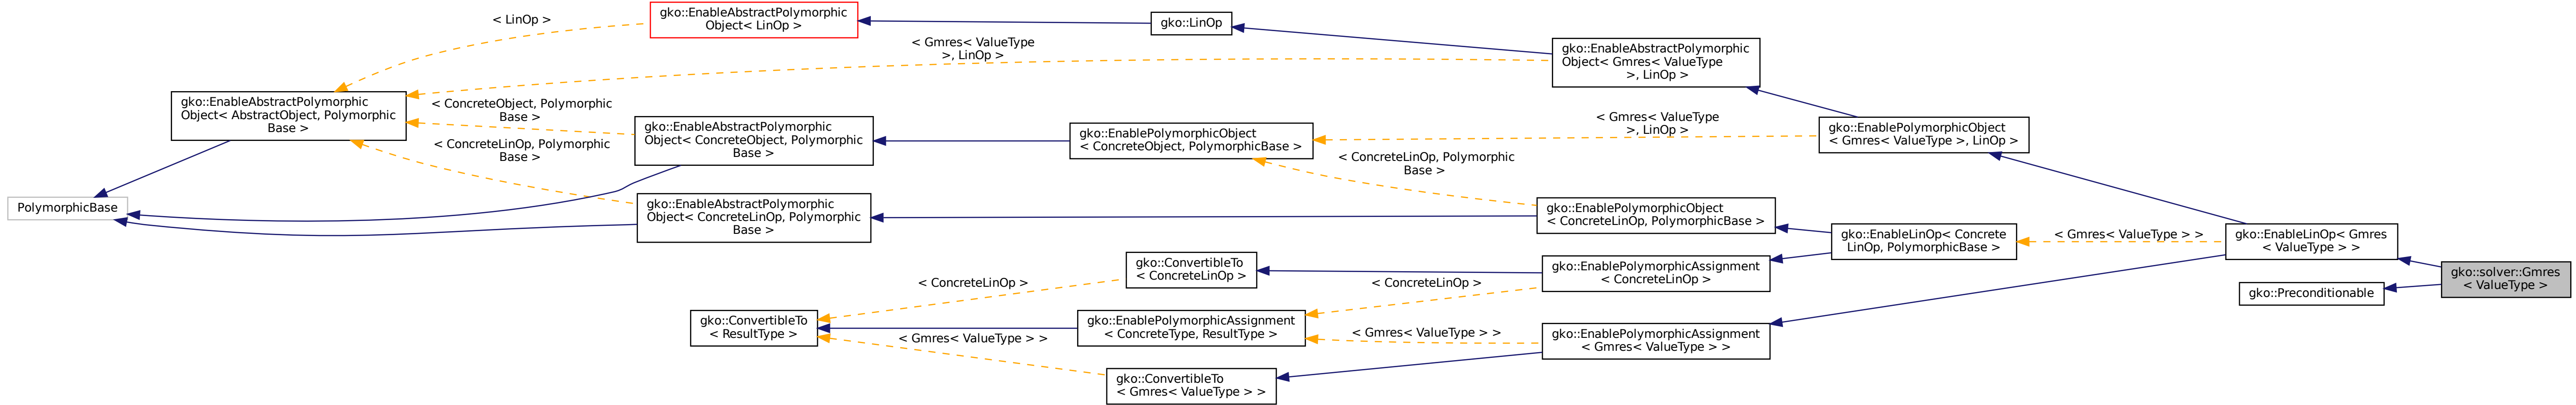 gko::EnableAbstractPolymorphic
Object< LinOp >
< LinOp >
gko::LinOp
< Gmres< ValueType
>, LinOp >
gko::EnableAbstractPolymorphic
Object< Gmres< ValueType
>, LinOp >
gko::EnableAbstractPolymorphic
Object< AbstractObject, Polymorphic
Base >
< ConcreteObject, Polymorphic
Base >
< ConcreteLinOp, Polymorphic
Base >
gko::EnableAbstractPolymorphic
Object< ConcreteObject, Polymorphic
Base >
gko::EnablePolymorphicObject
< ConcreteObject, PolymorphicBase >
< Gmres< ValueType
>, LinOp >
gko::EnablePolymorphicObject
< Gmres< ValueType >, LinOp >
< ConcreteLinOp, Polymorphic
Base >
PolymorphicBase
gko::EnableAbstractPolymorphic
Object< ConcreteLinOp, Polymorphic
Base >
gko::EnablePolymorphicObject
< ConcreteLinOp, PolymorphicBase >
gko::EnableLinOp< Concrete
LinOp, PolymorphicBase >
< Gmres< ValueType > >
gko::EnableLinOp< Gmres
< ValueType > >
gko::solver::Gmres
< ValueType >
gko::Preconditionable
gko::ConvertibleTo
< ConcreteLinOp >
gko::EnablePolymorphicAssignment
< ConcreteLinOp >
< ConcreteLinOp >
< ConcreteLinOp >
gko::ConvertibleTo
< ResultType >
gko::EnablePolymorphicAssignment
< ConcreteType, ResultType >
< Gmres< ValueType > >
< Gmres< ValueType > >
gko::EnablePolymorphicAssignment
< Gmres< ValueType > >
gko::ConvertibleTo
< Gmres< ValueType > >